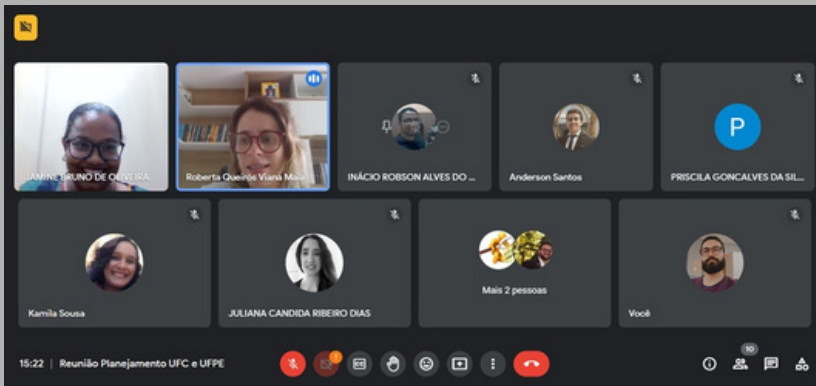 JAMINE BRUNO DE OLIVEIRA
Roberta Queirós Viana Maia
INÁCIO ROBSON ALVES DO ...
Anderson Santos
P
PRISCILA GONCALVES DA SIL...
Kamila Sousa
JULIANA CANDIDA RIBEIRO DIAS
Mais 2 pessoas
Você
15:22 | Reunião Planejamento UFC e UFPE
10